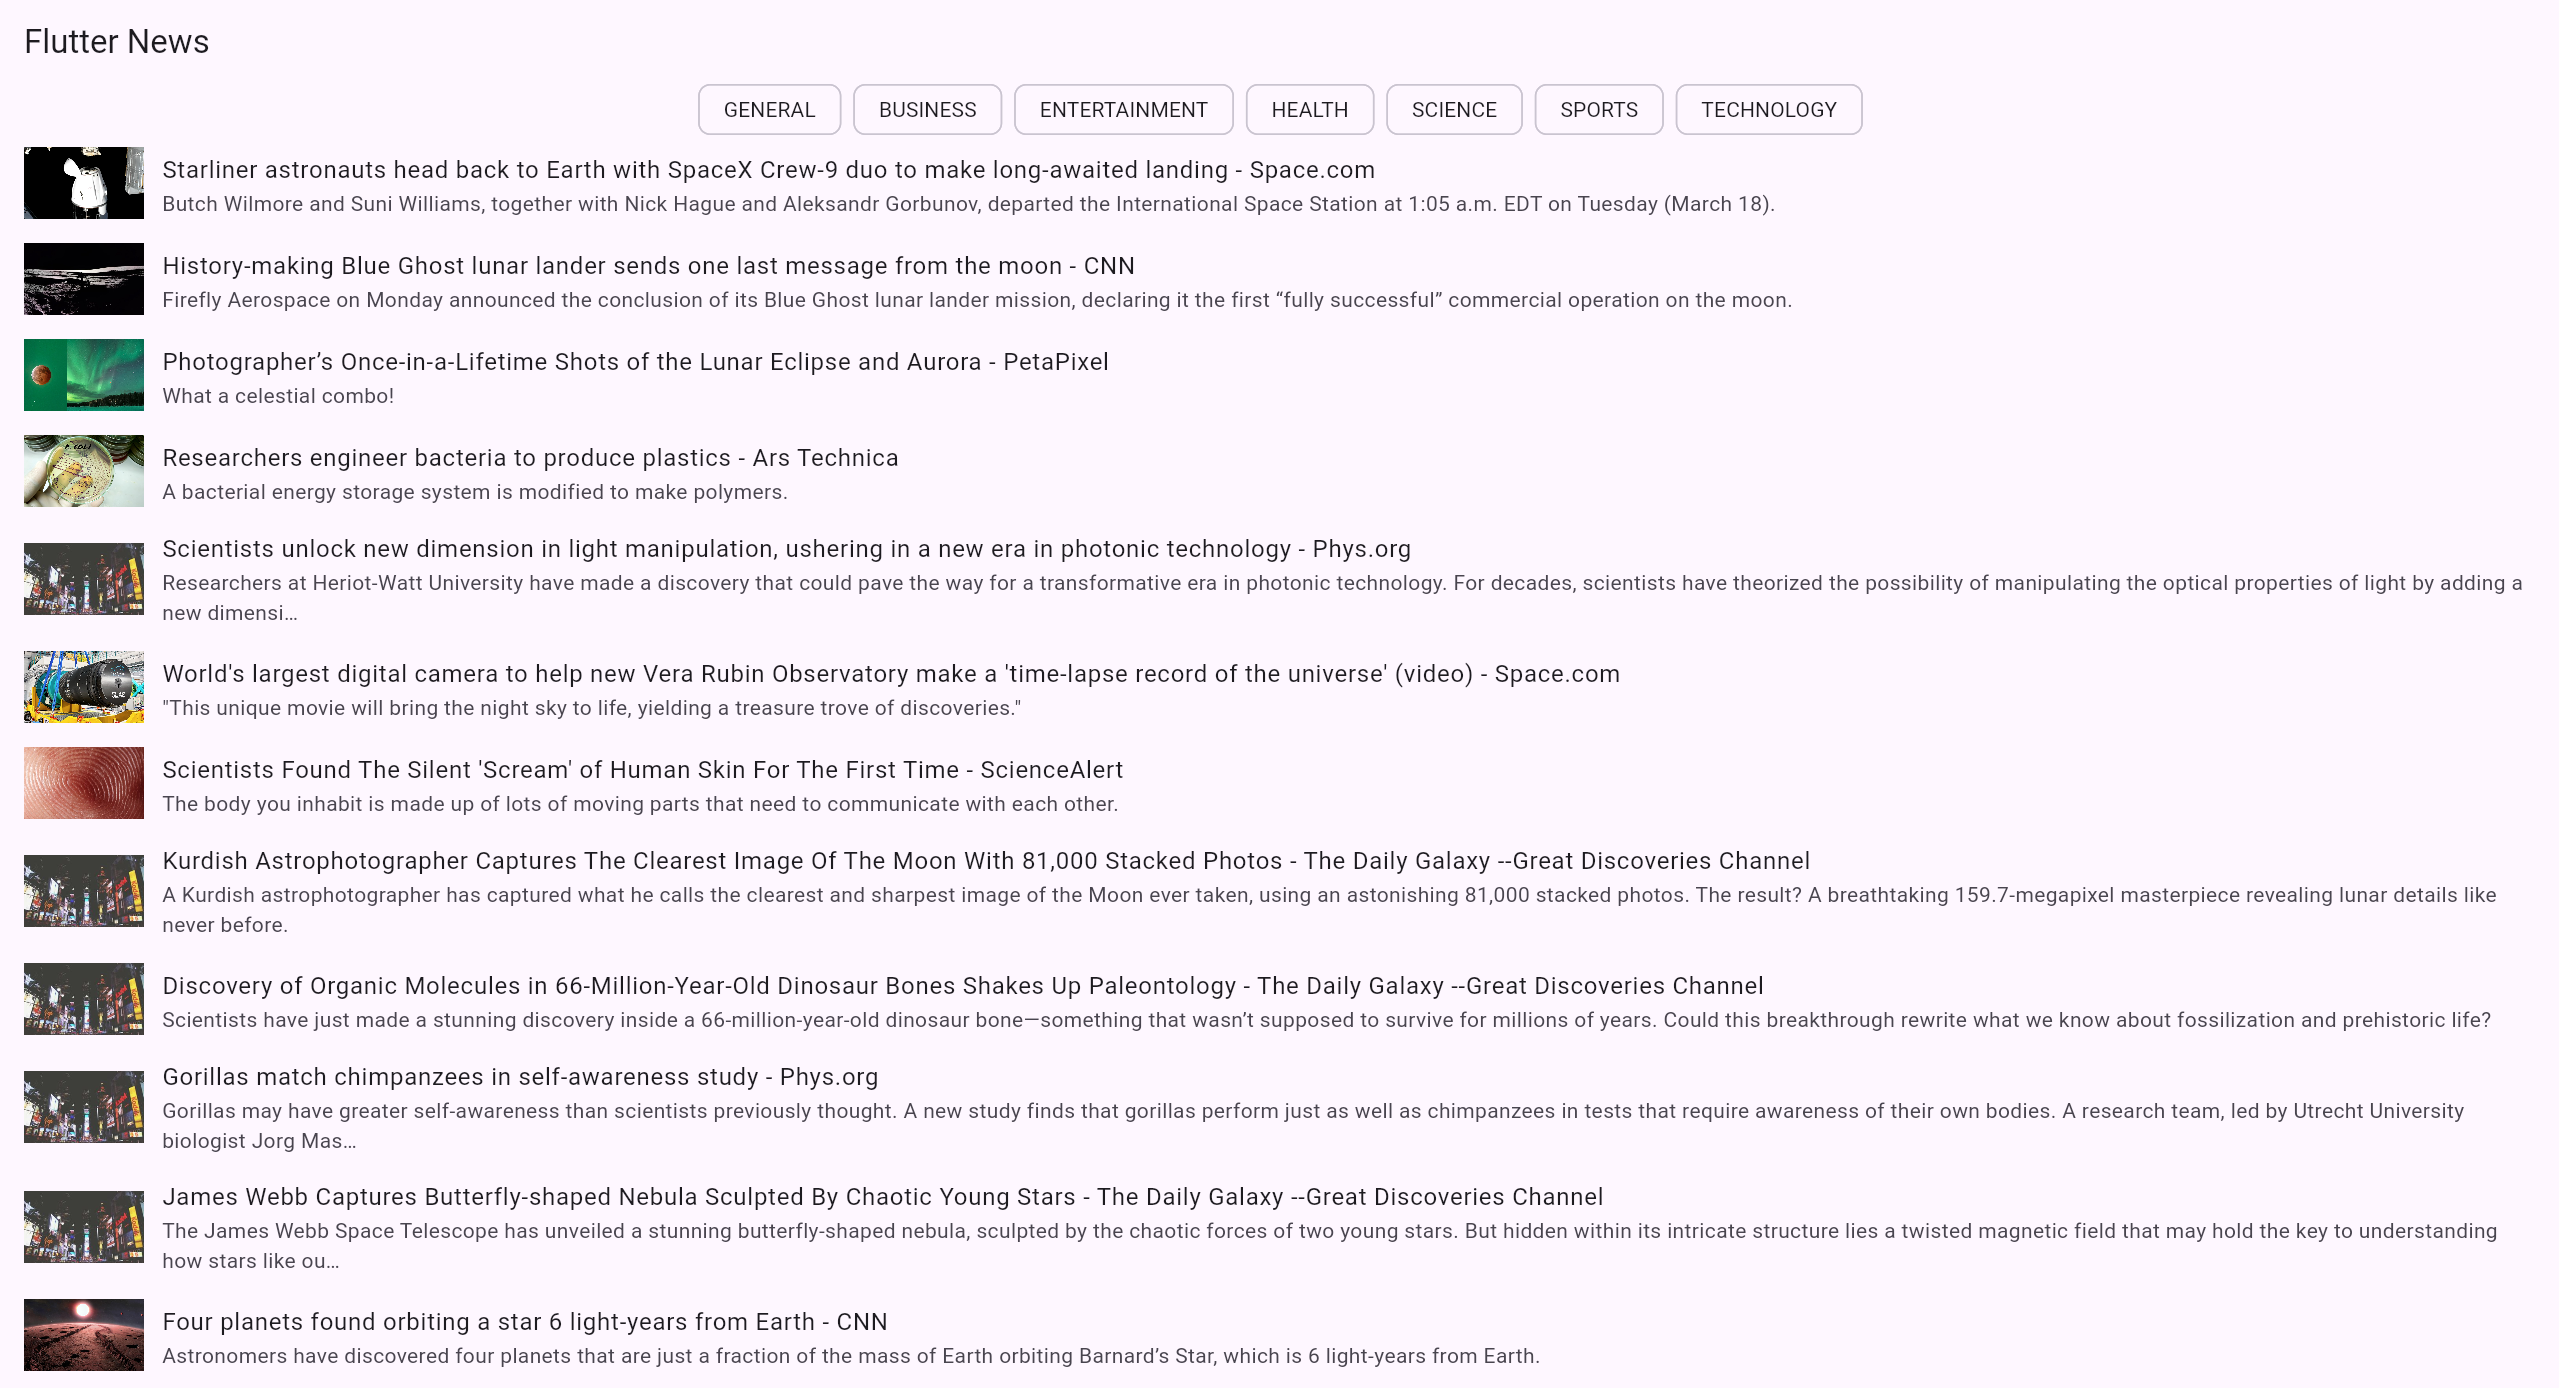 Flutter News
GENERAL BUSINESS ENTERTAINMENT HEALTH SCIENCE SPORTS TECHNOLOGY
Starliner astronauts head back to Earth with SpaceX Crew-9 duo to make long-awaited landing - Space.com
Butch Wilmore and Suni Williams, together with Nick Hague and Aleksandr Gorbunov, departed the International Space Station at 1:05 a.m. EDT on Tuesday (March 18).
History-making Blue Ghost lunar lander sends one last message from the moon - CNN
Firefly Aerospace on Monday announced the conclusion of its Blue Ghost lunar lander mission, declaring it the first “fully successful” commercial operation on the moon.
Photographer’s Once-in-a-Lifetime Shots of the Lunar Eclipse and Aurora - PetaPixel
What a celestial combo!
Researchers engineer bacteria to produce plastics - Ars Technica
A bacterial energy storage system is modified to make polymers.
Scientists unlock new dimension in light manipulation, ushering in a new era in photonic technology - Phys.org
Researchers at Heriot-Watt University have made a discovery that could pave the way for a transformative era in photonic technology. For decades, scientists have theorized the possibility of manipulating the optical properties of light by adding a
new dimensi…
World's largest digital camera to help new Vera Rubin Observatory make a 'time-lapse record of the universe' (video) - Space.com
"This unique movie will bring the night sky to life, yielding a treasure trove of discoveries."
Scientists Found The Silent 'Scream' of Human Skin For The First Time - ScienceAlert
The body you inhabit is made up of lots of moving parts that need to communicate with each other.
Kurdish Astrophotographer Captures The Clearest Image Of The Moon With 81,000 Stacked Photos - The Daily Galaxy --Great Discoveries Channel
A Kurdish astrophotographer has captured what he calls the clearest and sharpest image of the Moon ever taken, using an astonishing 81,000 stacked photos. The result? A breathtaking 159.7-megapixel masterpiece revealing lunar details like
never before.
Discovery of Organic Molecules in 66-Million-Year-Old Dinosaur Bones Shakes Up Paleontology - The Daily Galaxy --Great Discoveries Channel
Scientists have just made a stunning discovery inside a 66-million-year-old dinosaur bone—something that wasn’t supposed to survive for millions of years. Could this breakthrough rewrite what we know about fossilization and prehistoric life?
Gorillas match chimpanzees in self-awareness study - Phys.org
Gorillas may have greater self-awareness than scientists previously thought. A new study finds that gorillas perform just as well as chimpanzees in tests that require awareness of their own bodies. A research team, led by Utrecht University
biologist Jorg Mas…
James Webb Captures Butterfly-shaped Nebula Sculpted By Chaotic Young Stars - The Daily Galaxy --Great Discoveries Channel
The James Webb Space Telescope has unveiled a stunning butterfly-shaped nebula, sculpted by the chaotic forces of two young stars. But hidden within its intricate structure lies a twisted magnetic field that may hold the key to understanding
how stars like ou…
Four planets found orbiting a star 6 light-years from Earth - CNN
Astronomers have discovered four planets that are just a fraction of the mass of Earth orbiting Barnard’s Star, which is 6 light-years from Earth.